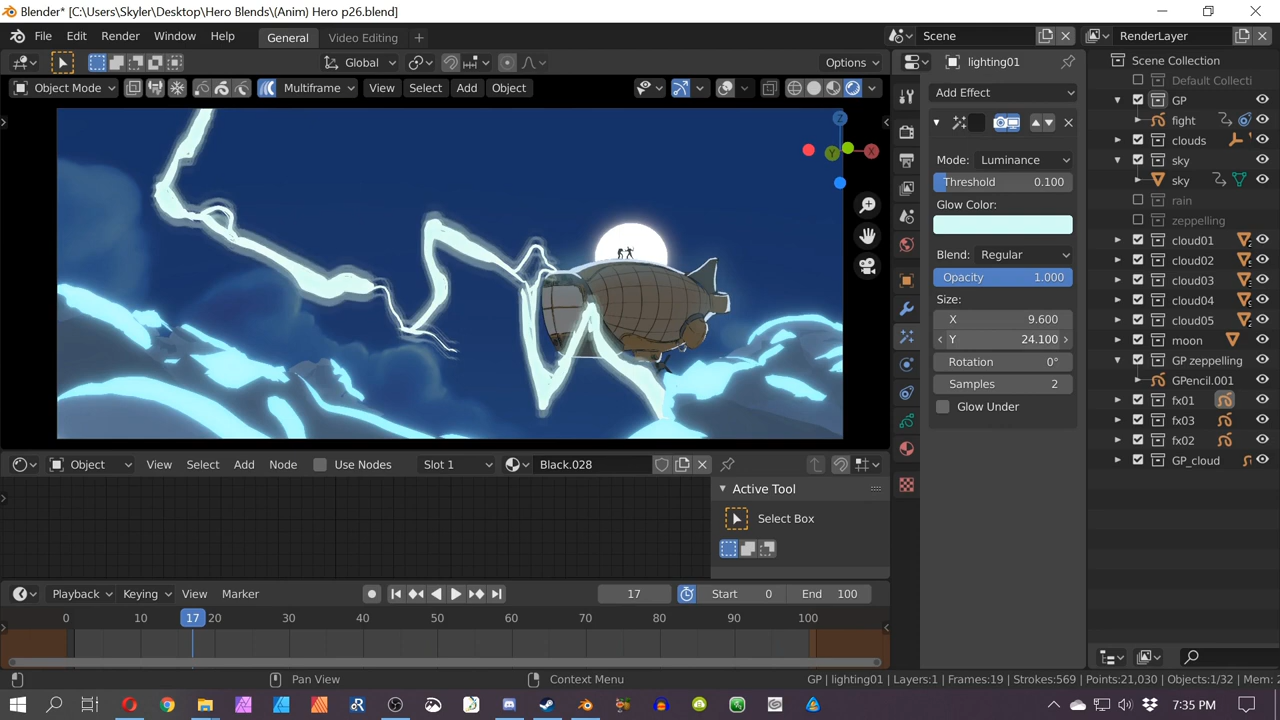 Blender* [C:\Users\Skyler\Desktop\Hero Blends\(Anim) Hero p26.blend]
File Edit Render Window Help General Video Editing + Scene RenderLayer
Global Options lighting01 Scene Collection
Object Mode Multiframe View Select Add Object Add Effect Default Collecti
GP
fight
Mode: Luminance clouds
sky
Threshold 0.100 sky
Glow Color: rain
zeppelling
cloud01
Blend: Regular cloud02
Opacity 1.000 cloud03
Size: cloud04
X 9.600 cloud05
Y 24.100 moon
Rotation 0° GP zeppelling
Samples 2 GPencil.001
Glow Under fx01
fx03
fx02
GP_cloud
Z
Y X
Object View Select Add Node Use Nodes Slot 1 Black.028
Active Tool
Select Box
Playback Keying View Marker 17 Start 0 End 100
0 10 17 20 30 40 50 60 70 80 90 100
Pan View Context Menu GP | lighting01 | Layers:1 | Frames:19 | Strokes:569 | Points:21,030 | Objects:1/32 | Mem: 2
7:35 PM